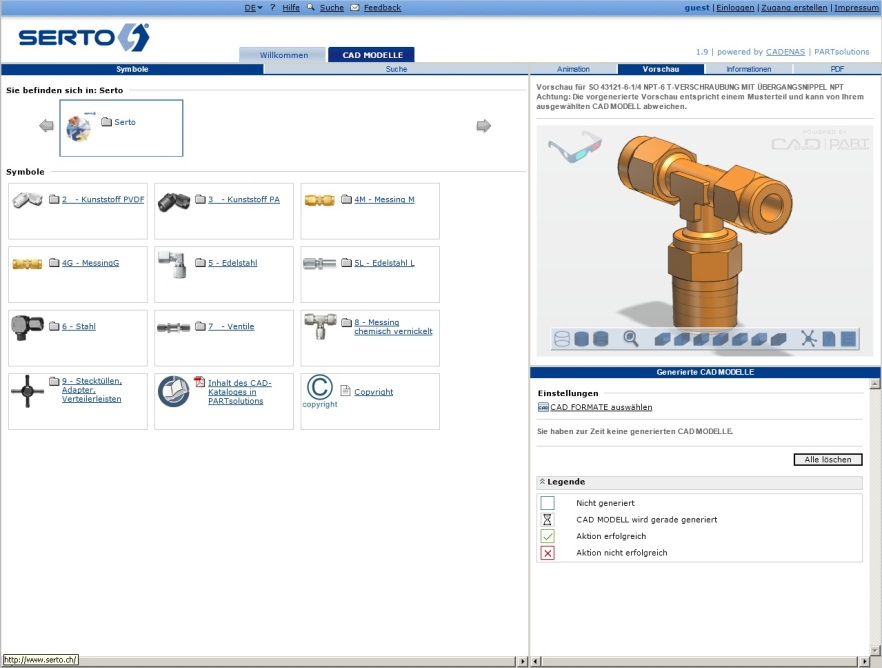 DE ? Hilfe Suche Feedback
guest | Einloggen | Zugang erstellen | Impressum
SERTO
Willkommen CAD MODELLE
1.9 | powered by CADENAS | PARTsolutions
Symbole Suche
Animation Vorschau Informationen PDF
Sie befinden sich in: Serto
Serto
Symbole
2 - Kunststoff PVDF
3 - Kunststoff PA
4M - Messing M
4G - MessingG
5 - Edelstahl
5L - Edelstahl L
6 - Stahl
7 - Ventile
8 - Messing
chemisch vernickelt
9 - Stecktüllen,
Adapter,
Verteilerleisten
Inhalt des CAD-
Kataloges in
PARTsolutions
copyright
Copyright
Vorschau für SO 43121-6-1/4 NPT-6 T-VERSCHRAUBUNG MIT ÜBERGANGSNIPPEL NPT
Achtung: Die vorgenerierte Vorschau entspricht einem Musterteil und kann von Ihrem
ausgewählten CAD MODELL abweichen.
POWERED BY
CAD | PART
Generierte CAD MODELLE
Einstellungen
CAD FORMATE auswählen
Sie haben zur Zeit keine generierten CAD MODELLE.
Alle löschen
Legende
Nicht generiert
CAD MODELL wird gerade generiert
Aktion erfolgreich
Aktion nicht erfolgreich
http://www.serto.ch/